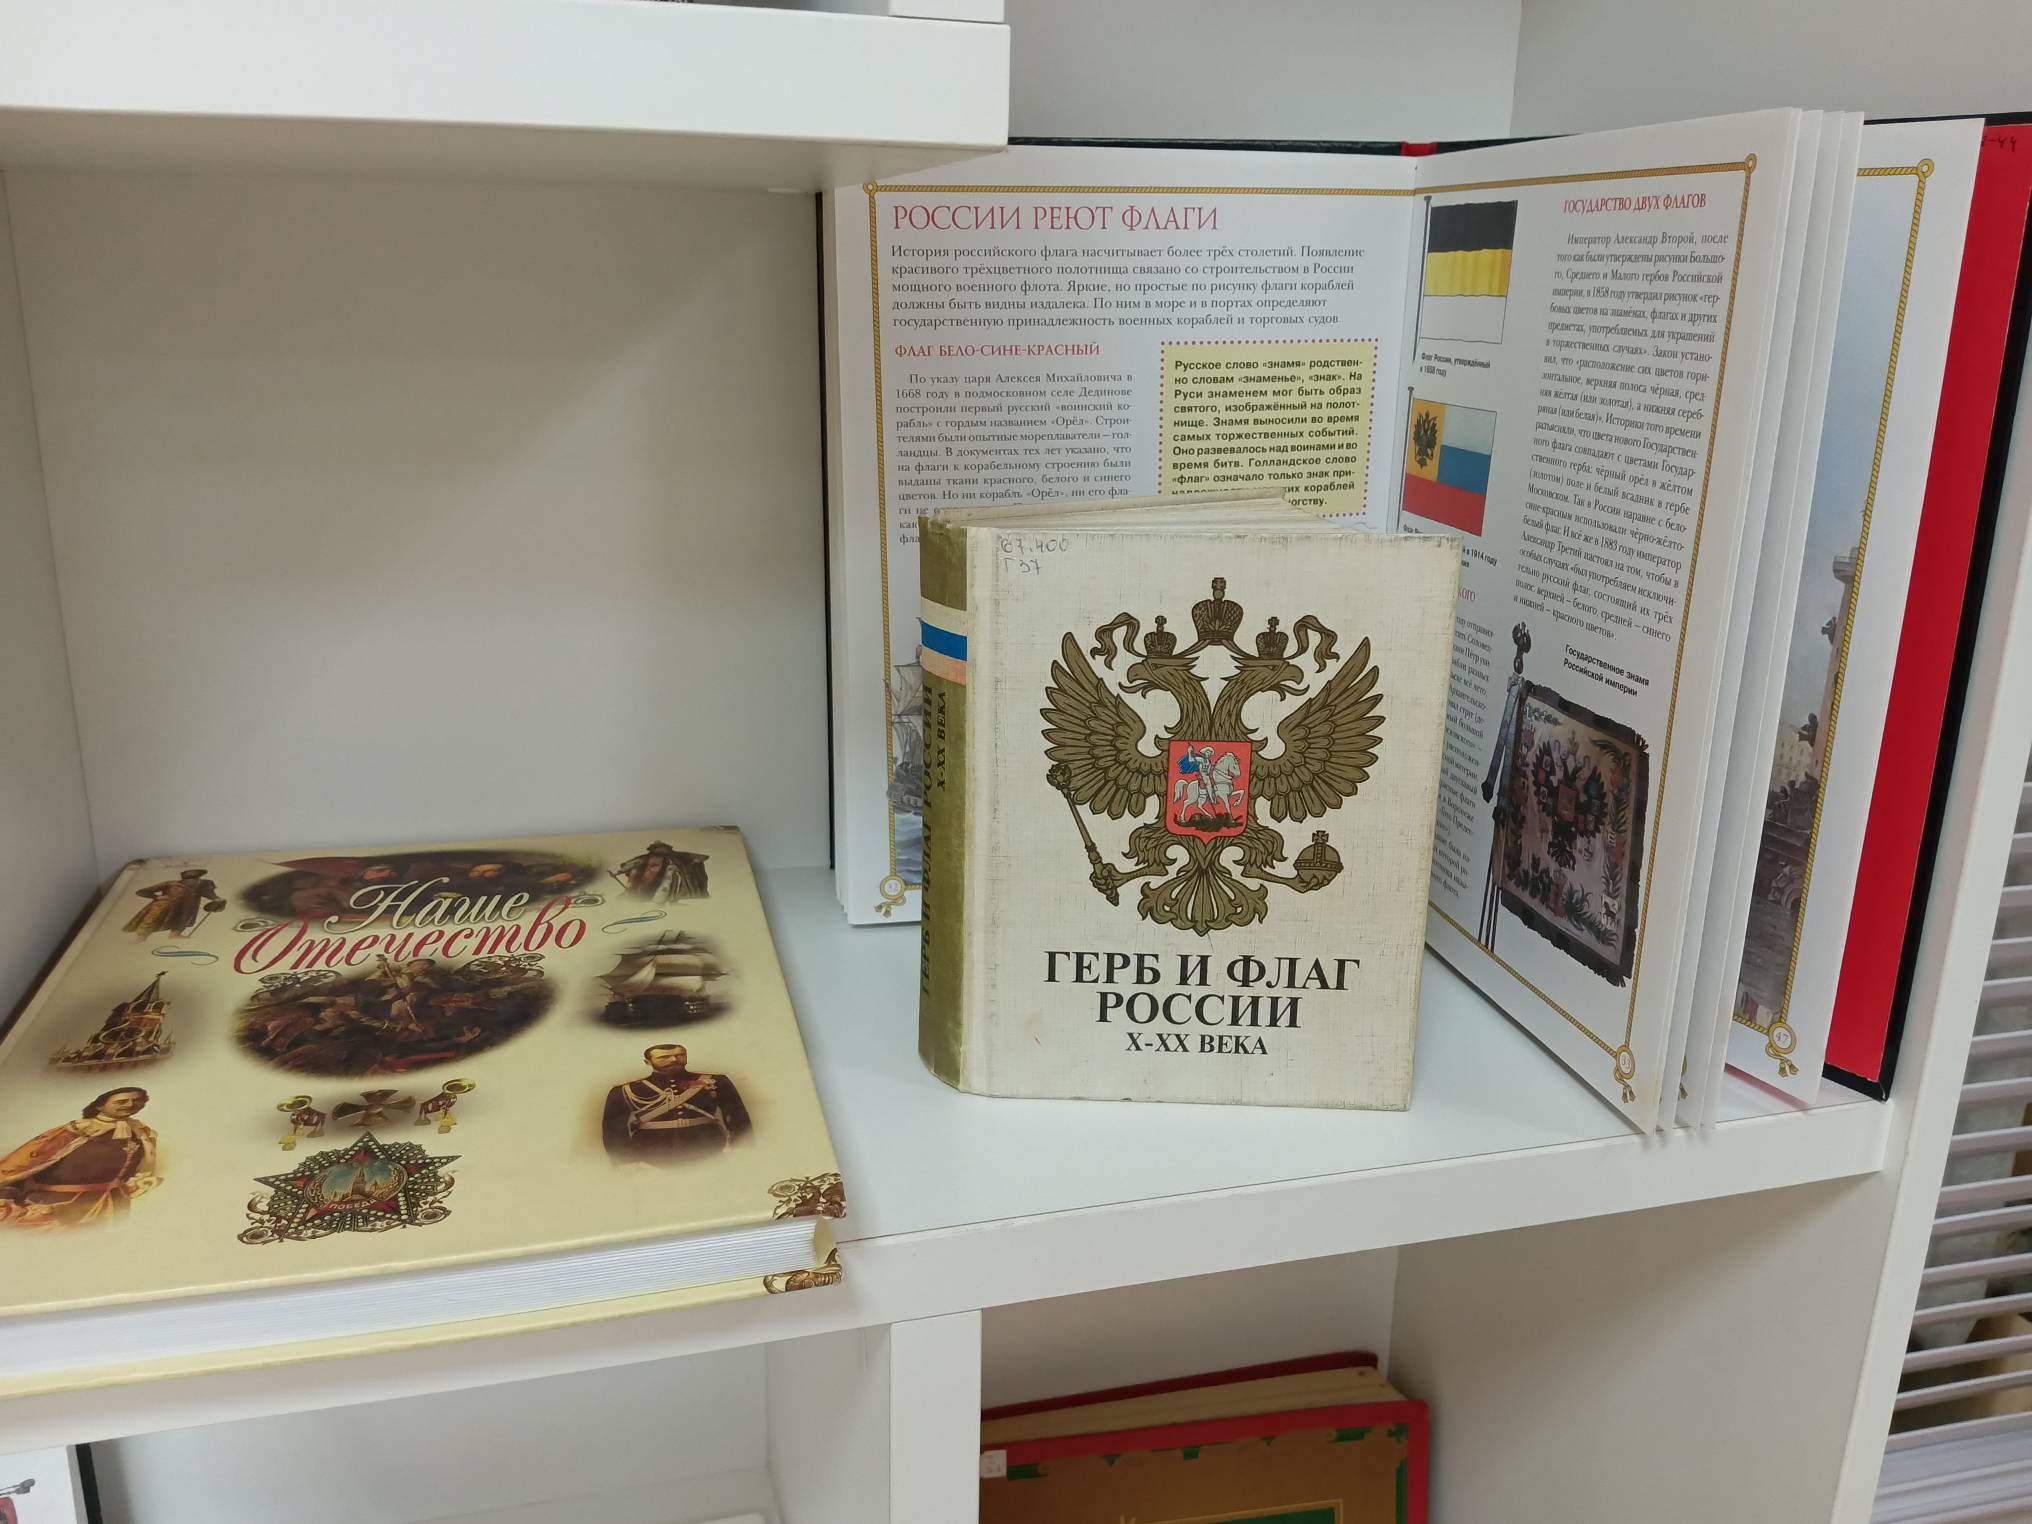 РОССИИ РЕЮТ ФЛАГИ
История российского флага насчитывает более трёх столетий. Появление
красивого трёхцветного полотнища связано со строительством в России
мощного военного флота. Яркие, но простые по рисунку флаги кораблей
должны быть видны издалека. По ним в море и в портах определяют
государственную принадлежность военных кораблей и торговых судов.
ФЛАГ БЕЛО-СИНЕ-КРАСНЫЙ
По указу царя Алексея Михайловича в
1668 году в подмосковном селе Дединове
построили первый русский «воинский ко-
рабль» с гордым названием «Орёл». Строи-
телями были опытные мореплаватели – гол-
ландцы. В документах тех лет указано, что
на флаги к корабельному строению были
выданы ткани красного, белого и синего
цветов. Но ни корабль «Орёл», ни его фла-
ги не
Русское слово «знамя» родствен-
но словам «знаменье», «знак». На
Руси знаменем мог быть образ
святого, изображённый на полот-
нище. Знамя выносили во время
самых торжественных событий.
Оно развевалось над воинами и во
время битв. Голландское слово
«флаг» означало только знак при-
кораблей
Флаг России, утверждённый
в 1858 году
в 1914 году
ГОСУДАРСТВО ДВУХ ФЛАГОВ
Император Александр Второй, после
того как были утверждены рисунки Большо-
го, Среднего и Малого гербов Российской
империи, в 1858 году утвердил рисунок «гер-
бовых цветов на знамёнах, флагах и других
предметах, употребляемых для украшений
в торжественных случаях». Закон устано-
вил, что «расположение сих цветов гори-
зонтальное, верхняя полоса чёрная, сред-
няя жёлтая (или золотая), а нижняя сереб-
ряная (или белая)». Историки того времени
разъясняли, что цвета нового Государствен-
ного флага совпадают с цветами Государ-
ственного герба: чёрный орёл в жёлтом
(золотом) поле и белый всадник в гербе
Московском. Так в России наравне с бело-
сине-красным использовали чёрно-жёлто-
белый флаг. И всё же в 1883 году император
Александр Третий настоял на том, чтобы в
особых случаях «был употребляем исключи-
тельно русский флаг, состоящий их трёх
полос: верхней – белого, средней – синего
и нижней – красного цветов».
Государственное знамя
Российской империи
33
47
67.400
Г37
ГЕРБ И ФЛАГ
РОССИИ
X-XX ВЕКА
ГЕРБ И ФЛАГ РОССИИ
X-XX ВЕКА
Наше
Отечество
ПОБЕДА